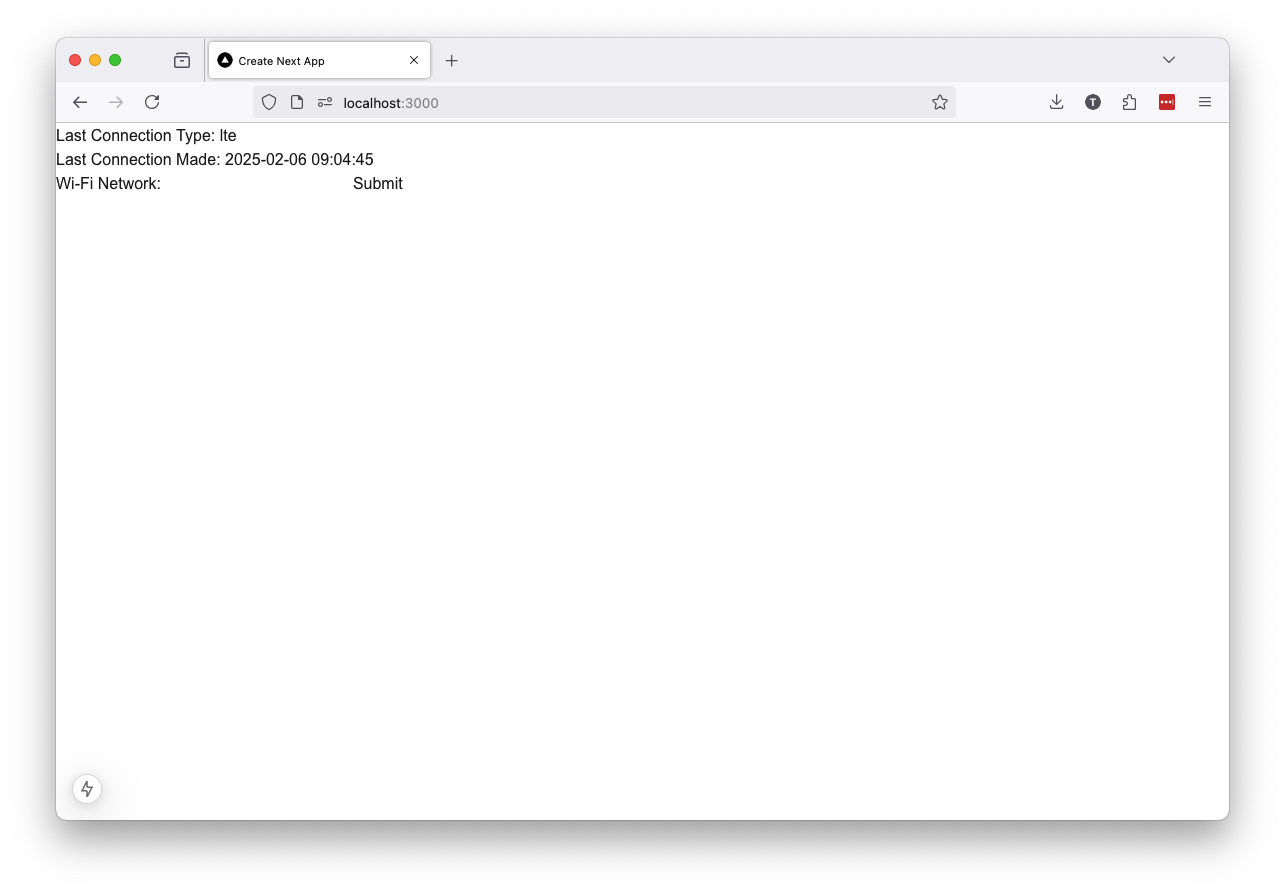 Create Next App
localhost:3000
T
Last Connection Type: lte
Last Connection Made: 2025-02-06 09:04:45
Wi-Fi Network: Submit